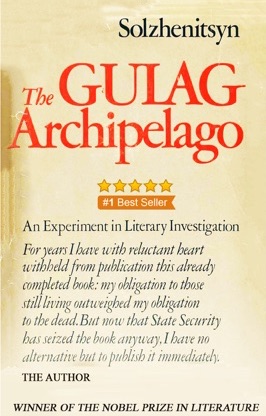 Solzhenitsyn
The GULAG
Archipelago
#1 Best Seller
An Experiment in Literary Investigation
For years I have with reluctant heart
withheld from publication this already
completed book: my obligation to those
still living outweighed my obligation
to the dead. But now that State Security
has seized the book anyway, I have no
alternative but to publish it immediately.
THE AUTHOR
WINNER OF THE NOBEL PRIZE IN LITERATURE